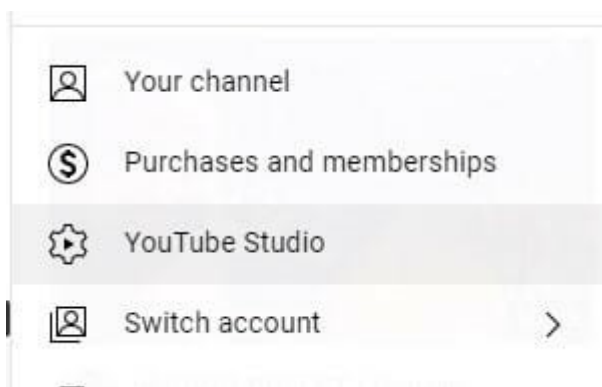 Your channel
Purchases and memberships
YouTube Studio
Switch account